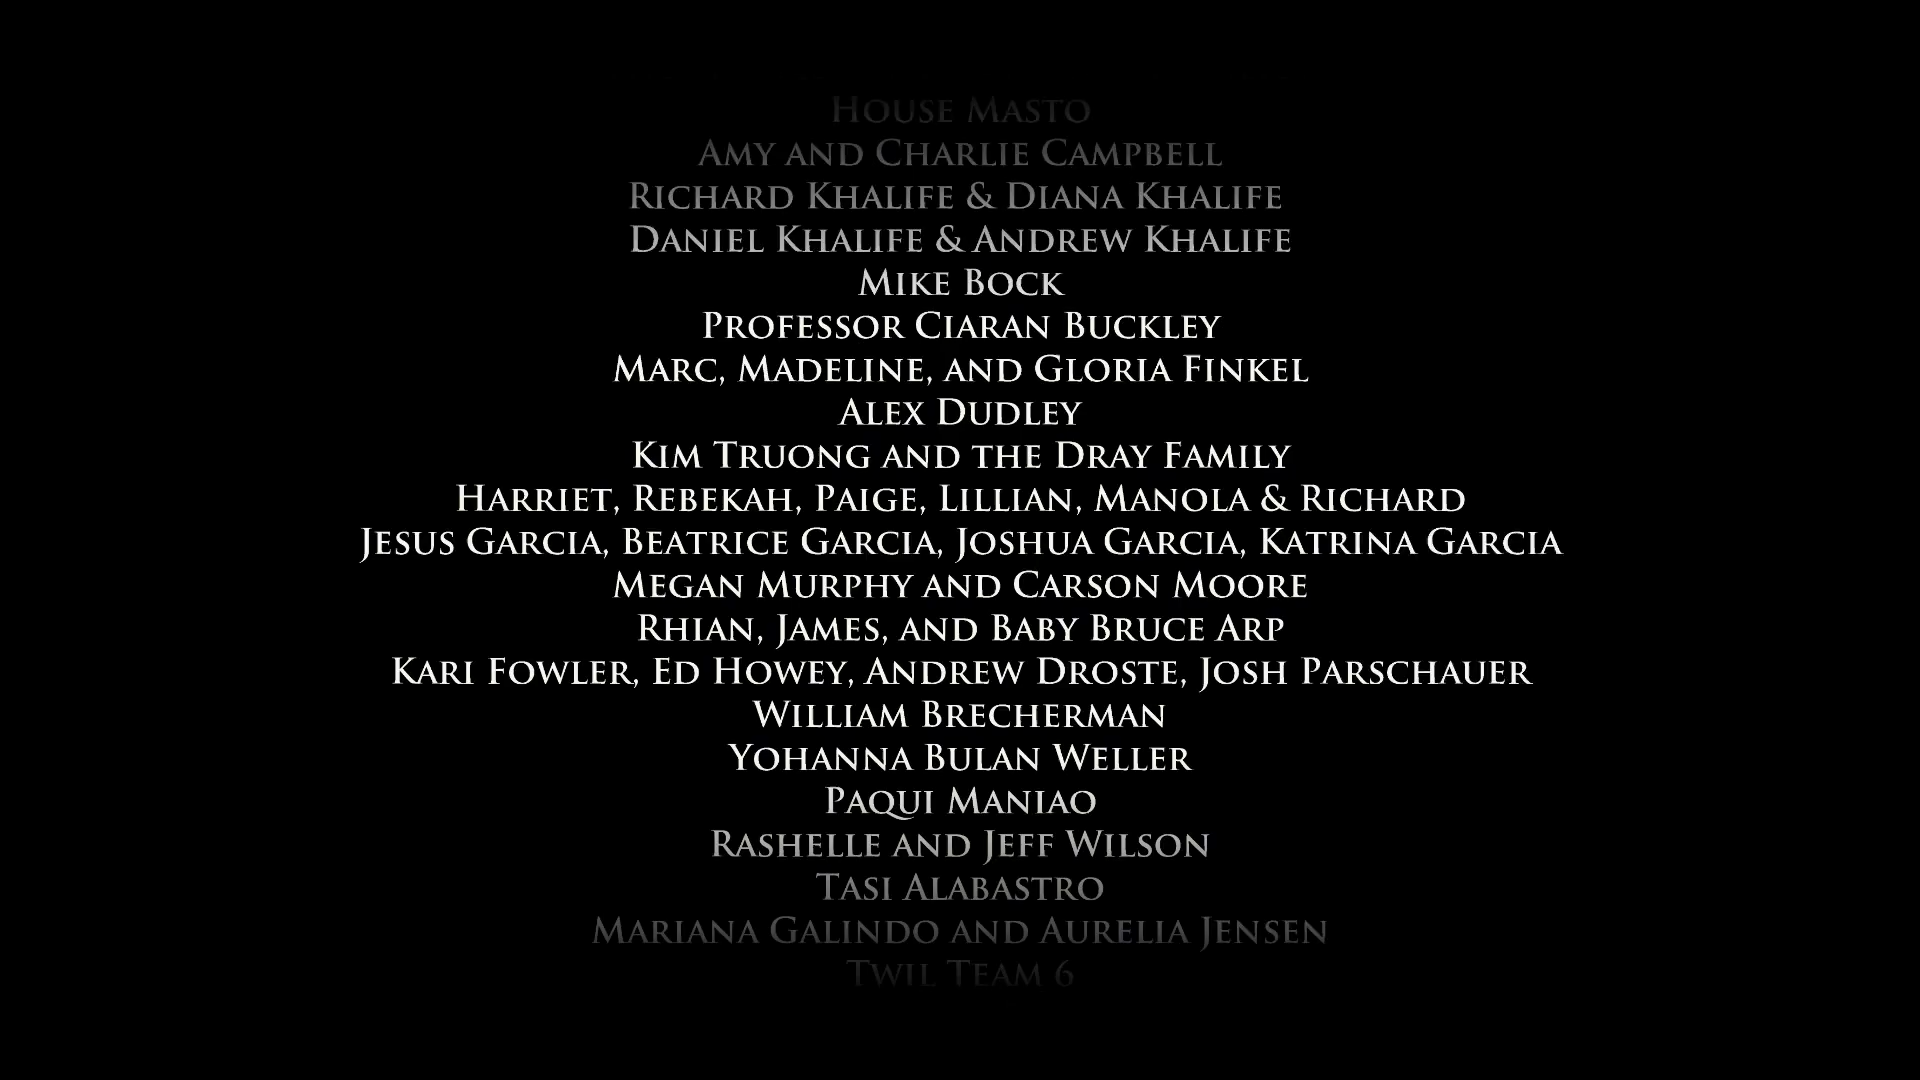 House Masto
Amy and Charlie Campbell
Richard Khalife & Diana Khalife
Daniel Khalife & Andrew Khalife
Mike Bock
Professor Ciaran Buckley
Marc, Madeline, and Gloria Finkel
Alex Dudley
Kim Truong and the Dray Family
Harriet, Rebekah, Paige, Lillian, Manola & Richard
Jesus Garcia, Beatrice Garcia, Joshua Garcia, Katrina Garcia
Megan Murphy and Carson Moore
Rhian, James, and Baby Bruce Arp
Kari Fowler, Ed Howey, Andrew Droste, Josh Parschauer
William Brecherman
Yohanna Bulan Weller
Paqui Maniao
Rashelle and Jeff Wilson
Tasi Alabastro
Mariana Galindo and Aurelia Jensen
Twil Team 6